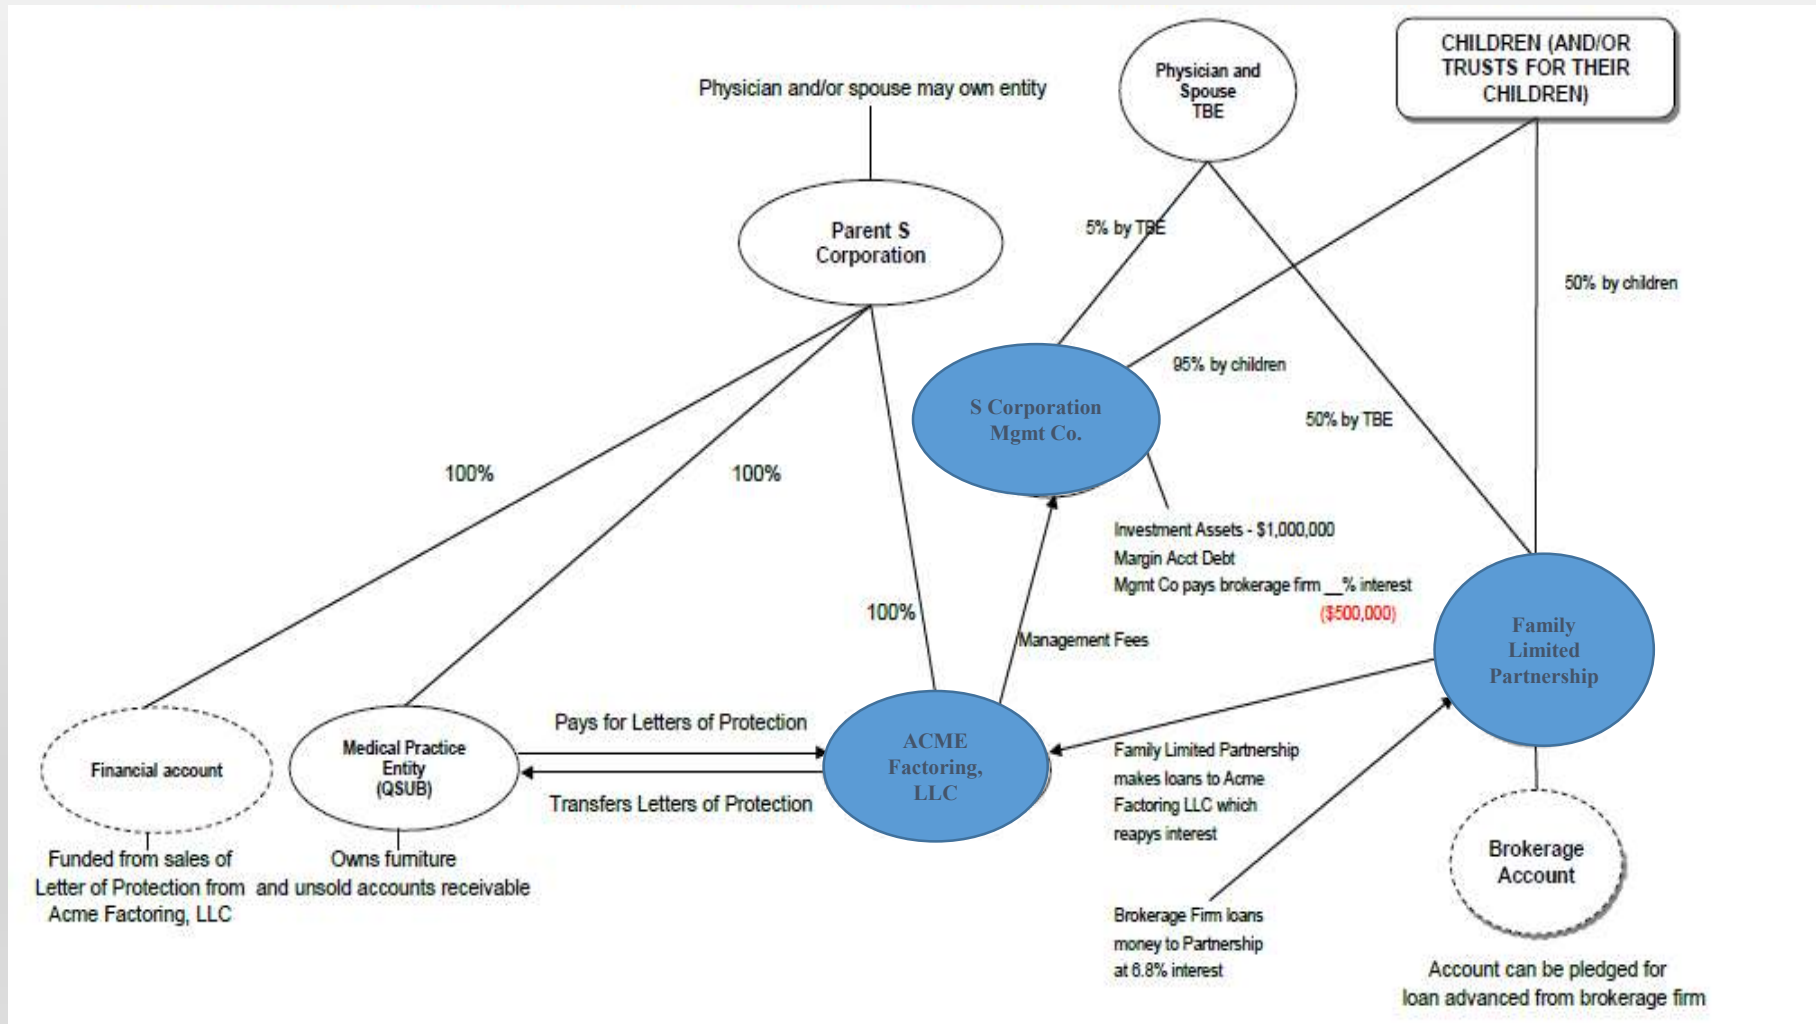 Physician and/or spouse may own entity
Physician and
Spouse
TBE
CHILDREN (AND/OR
TRUSTS FOR THEIR
CHILDREN)
Parent S
Corporation
5% by TBE
50% by children
95% by children
S Corporation
Mgmt Co.
50% by TBE
100%
100%
Investment Assets - $1,000,000
Margin Acct Debt
Mgmt Co pays brokerage firm __% interest
($500,000)
100%
Management Fees
Family
Limited
Partnership
Pays for Letters of Protection
Financial account
Medical Practice
Entity
(QSUB)
ACME
Factoring,
LLC
Transfers Letters of Protection
Family Limited Partnership
makes loans to Acme
Factoring LLC which
reapys interest
Funded from sales of
Letter of Protection from
Acme Factoring, LLC
Owns furniture
and unsold accounts receivable
Brokerage
Account
Brokerage Firm loans
money to Partnership
at 6.8% interest
Account can be pledged for
loan advanced from brokerage firm